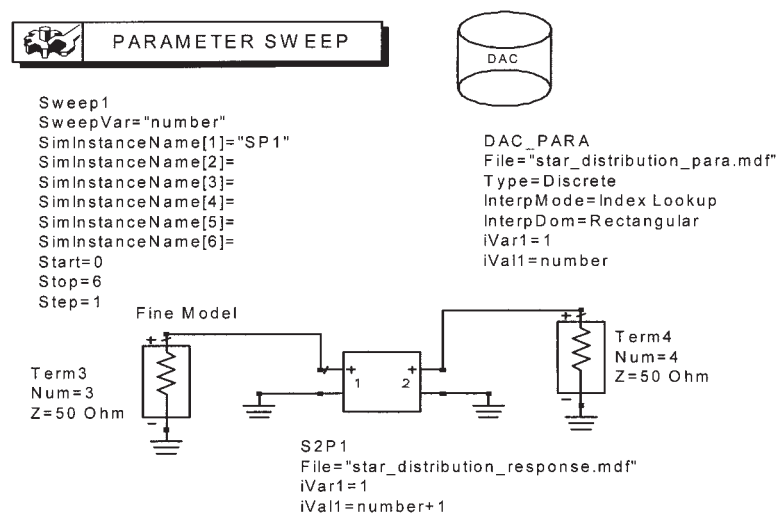 PARAMETER SWEEP
DAC
Sweep1
SweepVar="number"
SimInstanceName[1]="SP1"
SimInstanceName[2]=
SimInstanceName[3]=
SimInstanceName[4]=
SimInstanceName[5]=
SimInstanceName[6]=
Start=0
Stop=6
Step=1
DAC_PARA
File="star_distribution_para.mdf"
Type=Discrete
InterpMode=Index Lookup
InterpDom=Rectangular
iVar1=1
iVal1=number
Fine Model
+
-
Term3
Num=3
Z=50 Ohm
+ +
1 2
+
-
Term4
Num=4
Z=50 Ohm
S2P1
File="star_distribution_response.mdf"
iVar1=1
iVal1=number+1